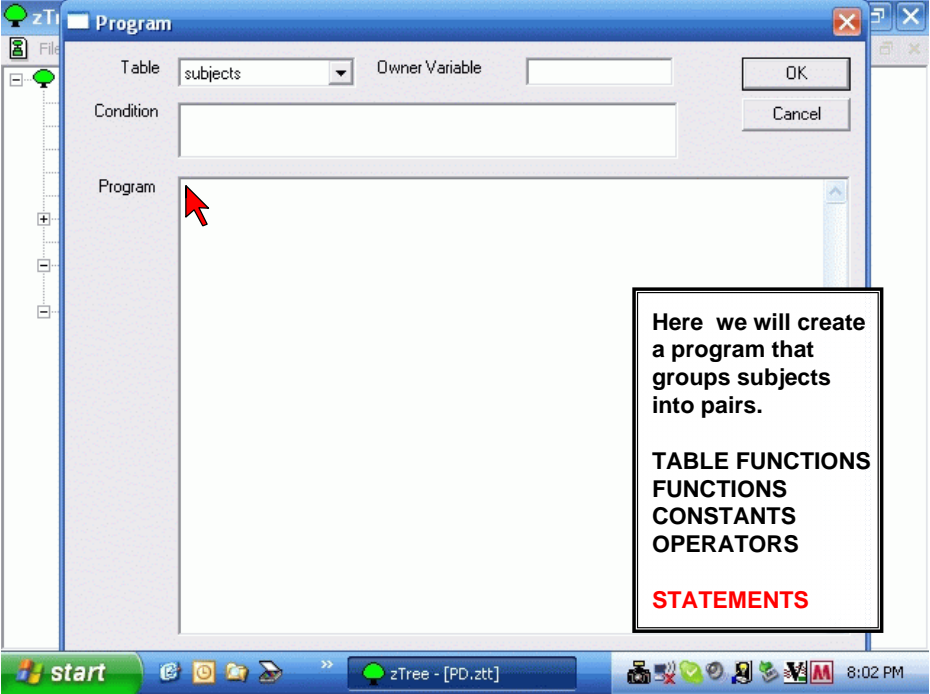 zTr
Program
File
Table
subjects
Owner Variable
OK
Condition
Cancel
Program
Here we will create
a program that
groups subjects
into pairs.
TABLE FUNCTIONS
FUNCTIONS
CONSTANTS
OPERATORS
STATEMENTS
start
zTree - [PD.ztt]
8:02 PM